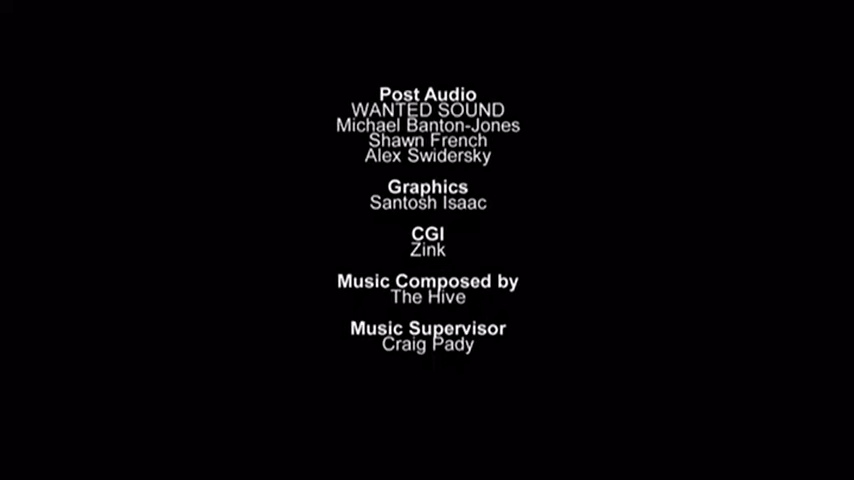 Post Audio
WANTED SOUND
Michael Banton-Jones
Shawn French
Alex Swidersky
Graphics
Santosh Isaac
CGI
Zink
Music Composed by
The Hive
Music Supervisor
Craig Pady